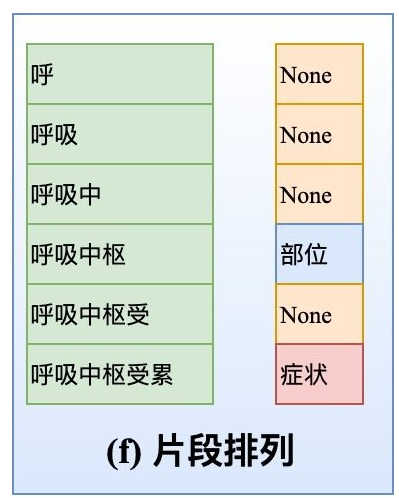 呼 None
呼吸 None
呼吸中 None
呼吸中枢 部位
呼吸中枢受 None
呼吸中枢受累 症状
(f) 片段排列